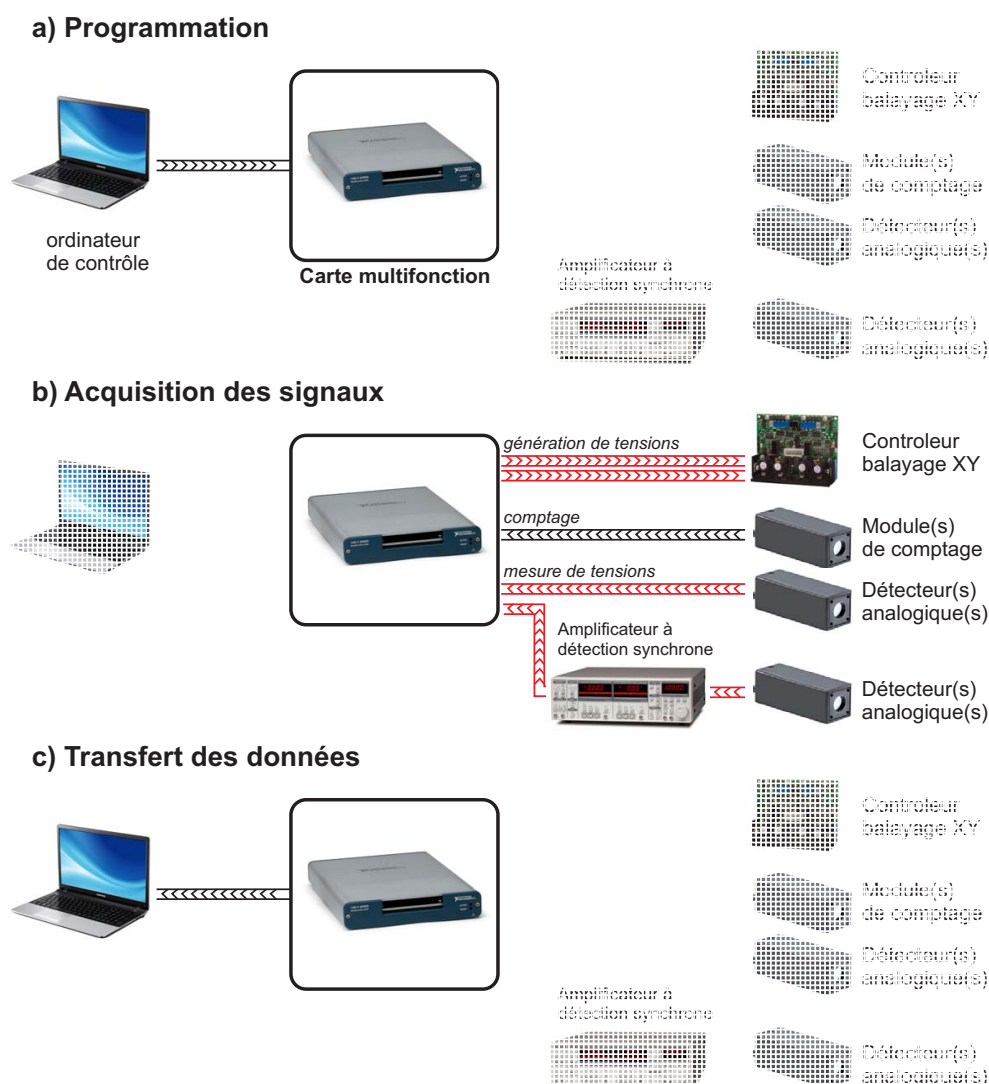 a) Programmation
Controleur
balayage XY
Module(s)
de comptage
Détecteur(s)
analogique(s)
ordinateur
de contrôle
Carte multifonction
Amplificateur à
détection synchrone
Détecteur(s)
analogique(s)
b) Acquisition des signaux
génération de tensions
Controleur
balayage XY
comptage
Module(s)
de comptage
mesure de tensions
Détecteur(s)
analogique(s)
Amplificateur à
détection synchrone
Détecteur(s)
analogique(s)
c) Transfert des données
Controleur
balayage XY
Module(s)
de comptage
Détecteur(s)
analogique(s)
Amplificateur à
détection synchrone
Détecteur(s)
analogique(s)